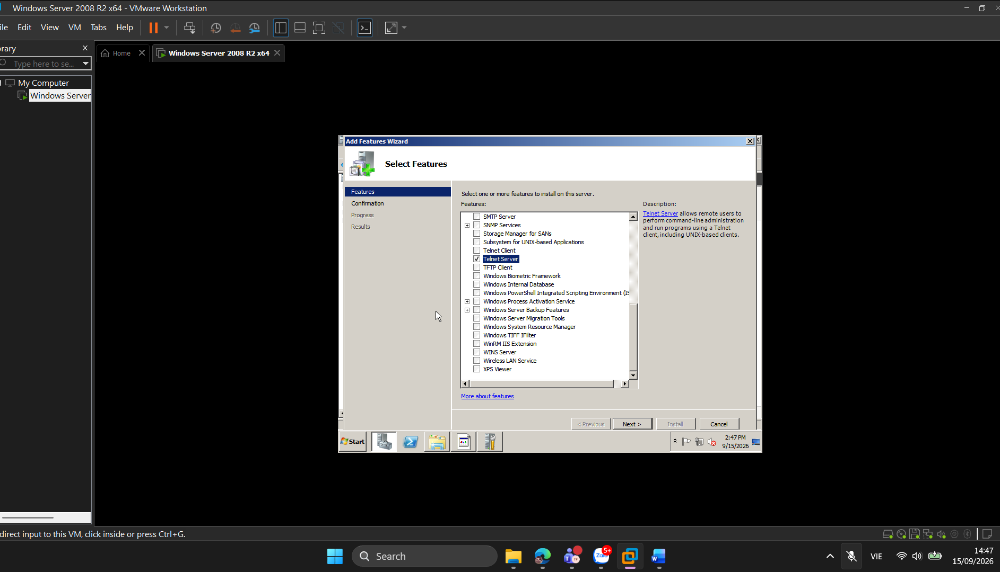 Windows Server 2008 R2 x64 - VMware Workstation
ile Edit View VM Tabs Help
rary
Home
Windows Server 2008 R2 x64
Type here to se...
My Computer
Windows Server
Add Features Wizard
Select Features
Features
Confirmation
Progress
Results
Select one or more features to install on this server.
Features:
SMTP Server
SNMP Services
Storage Manager for SANs
Subsystem for UNIX-based Applications
Telnet Client
Telnet Server
TFTP Client
Windows Biometric Framework
Windows Internal Database
Windows PowerShell Integrated Scripting Environment (IS
Windows Process Activation Service
Windows Server Backup Features
Windows Server Migration Tools
Windows System Resource Manager
Windows TIFF IFilter
WinRM IIS Extension
WINS Server
Wireless LAN Service
XPS Viewer
More about features
Description:
Telnet Server allows remote users to
perform command-line administration
and run programs using a Telnet
client, including UNIX-based clients.
< Previous
Next >
Install
Cancel
Start
2:47 PM
9/15/2026
direct input to this VM, click inside or press Ctrl+G.
Search
Zalo
5+
VIE
14:47
15/09/2026